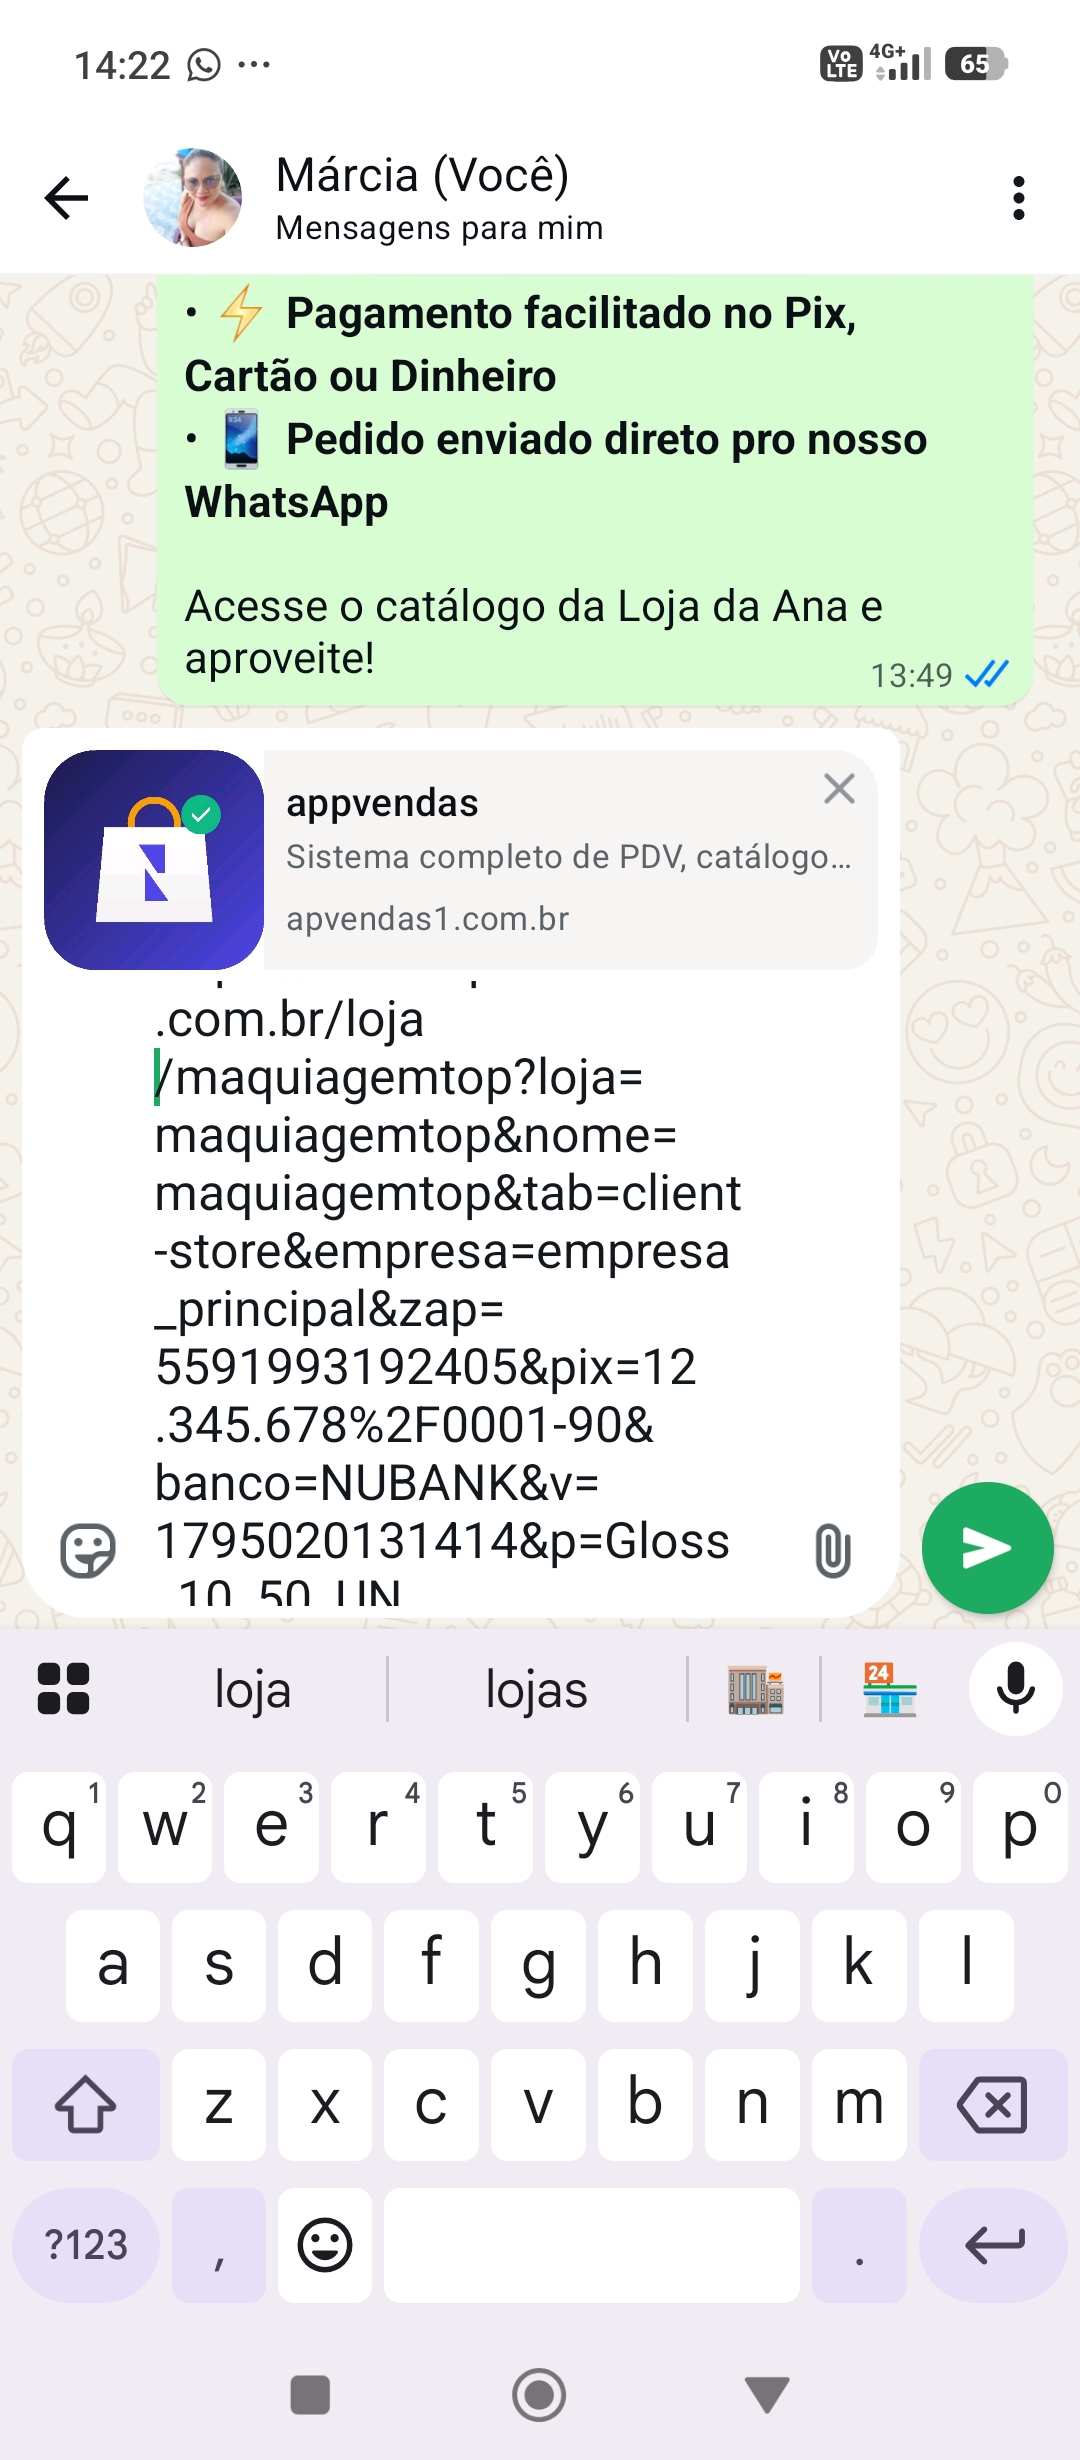 14:22
Vo LTE 4G+ 65
Márcia (Você)
Mensagens para mim
• ⚡ Pagamento facilitado no Pix,
Cartão ou Dinheiro
• 📱 Pedido enviado direto pro nosso
WhatsApp
Acesse o catálogo da Loja da Ana e
aproveite!
13:49
appvendas
Sistema completo de PDV, catálogo...
apvendas1.com.br
.com.br/loja
/maquiagemtop?loja=
maquiagemtop&nome=
maquiagemtop&tab=client
-store&empresa=empresa
_principal&zap=
5591993192405&pix=12
.345.678%2F0001-90&
banco=NUBANK&v=
1795020131414&p=Gloss
_10_50_UN
loja lojas 24
q 1 w 2 e 3 r 4 t 5 y 6 u 7 i 8 o 9 p 0
a s d f g h j k l
z x c v b n m
?123 , .